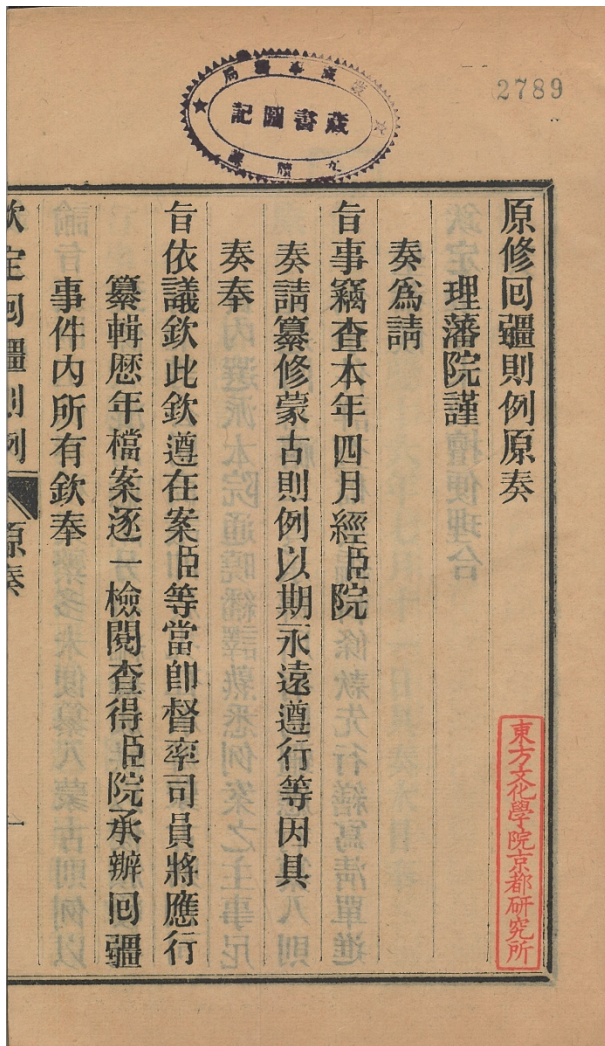 2789
藏書圖記
原修回疆則例原奏
理藩院謹
奏爲請
旨事竊查本年四月經臣院
奏請纂修蒙古則例以期永遠遵行等因具
奏奉
旨依議欽此欽遵在案臣等當卽督率司員將應行
纂輯歷年檔案逐一檢閱查得臣院承辦回疆
事件內所有欽奉
欽定回疆則例 原奏 一
東方文化學院京都研究所